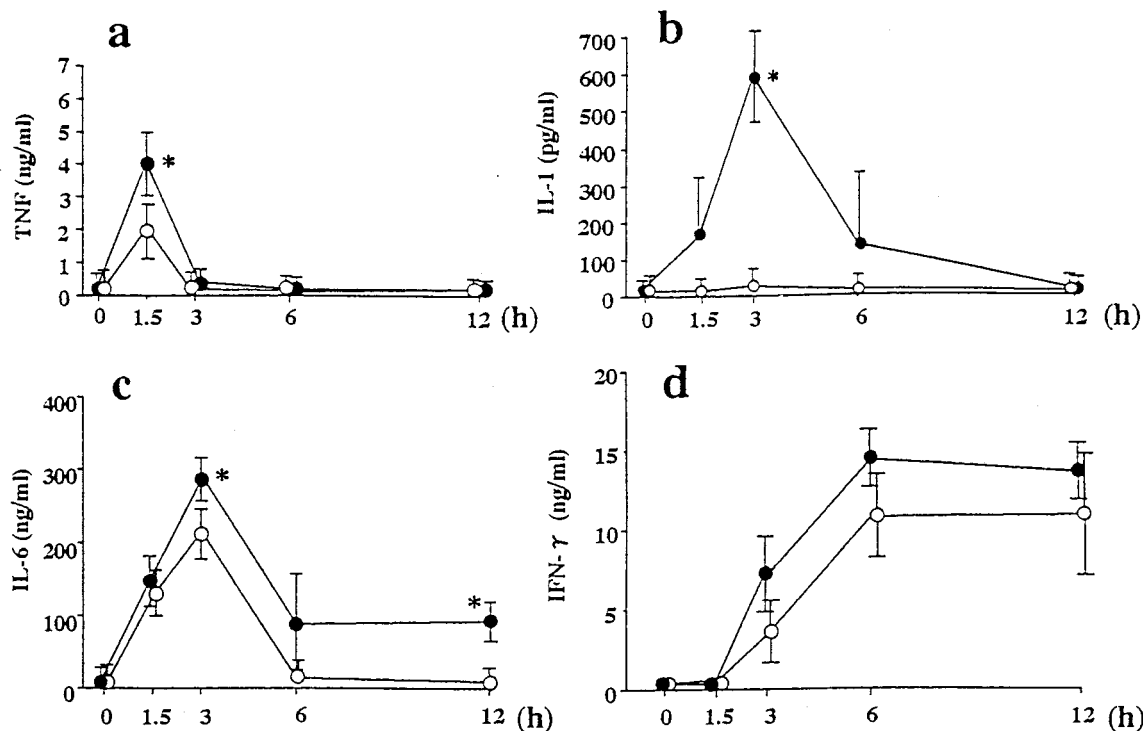 a
TNF (ng/ml)
7
6
5
4
3
2
1
0
*
0 1.5 3 6 12 (h)
b
IL-1 (pg/ml)
700
600
500
400
300
200
100
0
*
0 1.5 3 6 12 (h)
c
IL-6 (ng/ml)
400
300
200
100
0
*
*
0 1.5 3 6 12 (h)
d
IFN-γ (ng/ml)
20
15
10
5
0
0 1.5 3 6 12 (h)